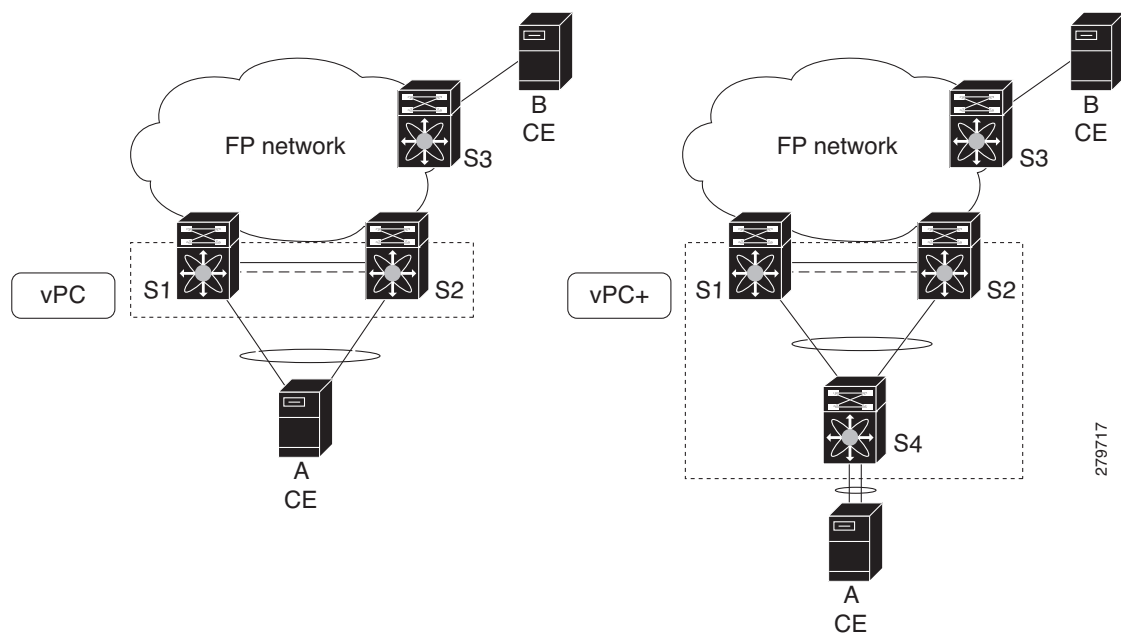 B
CE
FP network
S3
vPC
S1
S2
A
CE
B
CE
FP network
S3
vPC+
S1
S2
S4
A
CE
279717